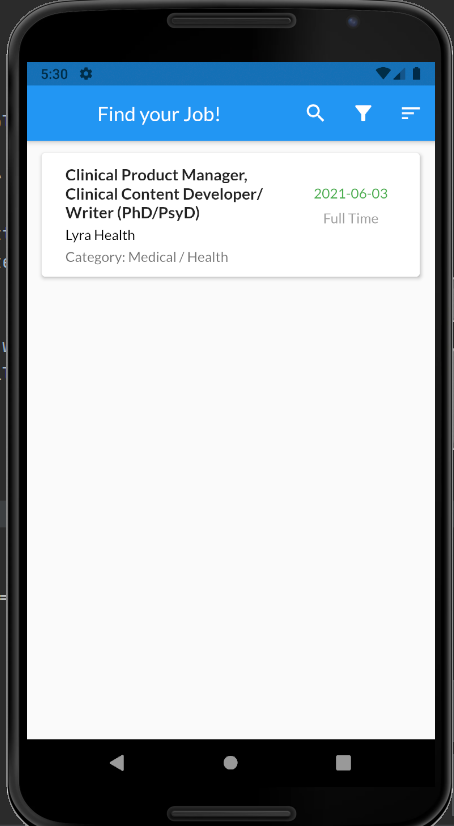 5:30
Find your Job!
Clinical Product Manager,
Clinical Content Developer/
Writer (PhD/PsyD)
Lyra Health
Category: Medical / Health
2021-06-03
Full Time